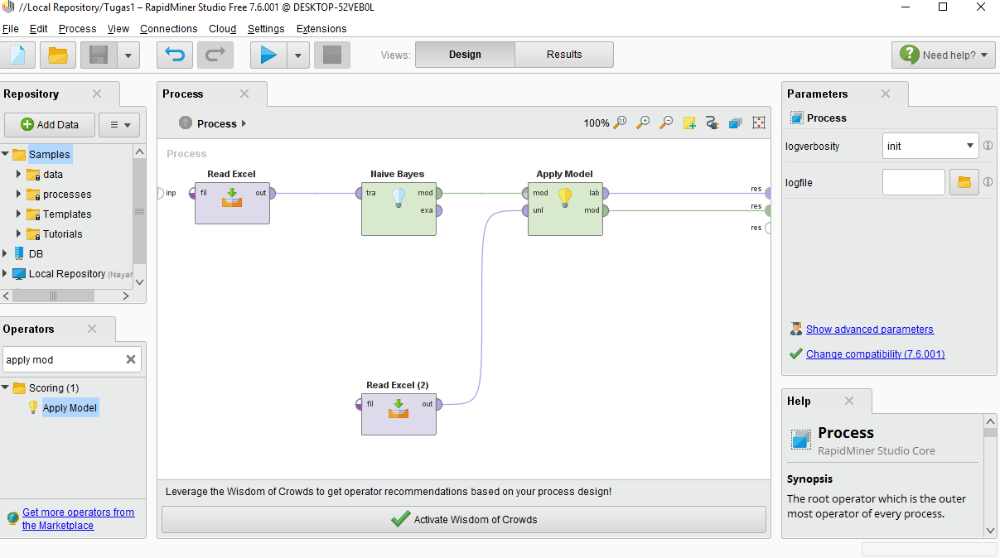 //Local Repository/Tugas1 – RapidMiner Studio Free 7.6.001 @ DESKTOP-52VEB0L
File Edit Process View Connections Cloud Settings Extensions
Views: Design Results Need help?
Repository
Add Data
Samples
data
processes
Templates
Tutorials
DB
Local Repository
Operators
apply mod
Scoring (1)
Apply Model
Get more operators from
the Marketplace
Process
Process
100%
Process
Read Excel
inp
fil
out
Naive Bayes
tra
mod
exa
Apply Model
mod
lab
unl
mod
res
res
res
Read Excel (2)
fil
out
Leverage the Wisdom of Crowds to get operator recommendations based on your process design!
Activate Wisdom of Crowds
Parameters
Process
logverbosity
init
logfile
Show advanced parameters
Change compatibility (7.6.001)
Help
Process
RapidMiner Studio Core
Synopsis
The root operator which is the outer
most operator of every process.